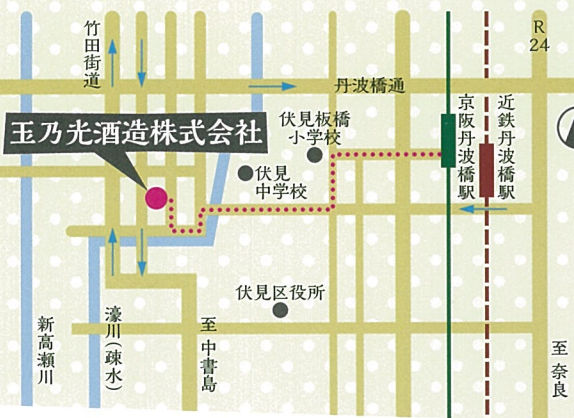 竹田街道
R
24
丹波橋通
玉乃光酒造株式会社
伏見板橋
小学校
伏見
中学校
京阪丹波橋駅
近鉄丹波橋駅
伏見区役所
新高瀬川
濠川(疎水)
至 中書島
至 奈良